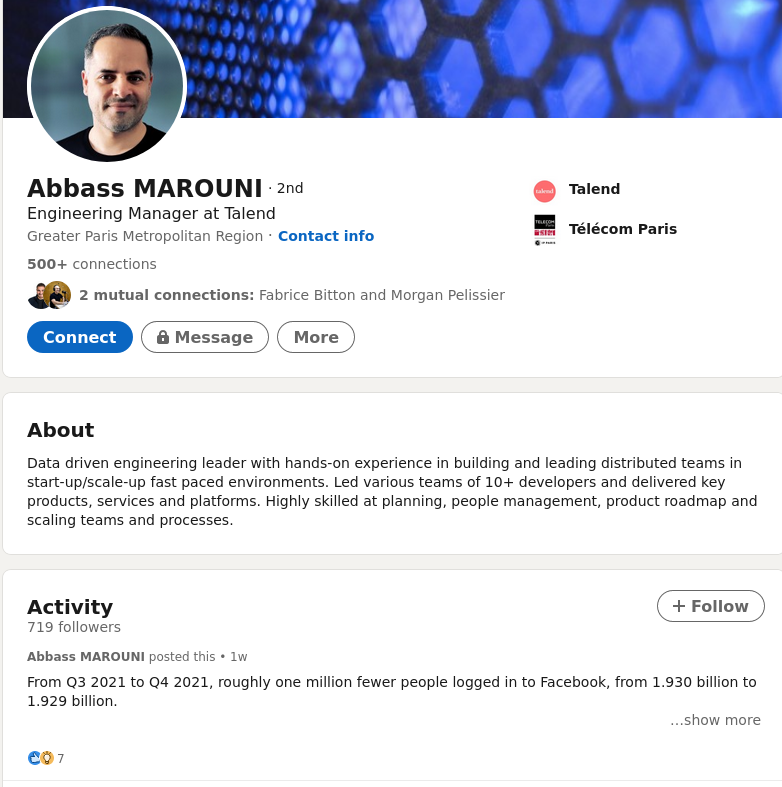 Abbass MAROUNI · 2nd
Engineering Manager at Talend
Greater Paris Metropolitan Region · Contact info
500+ connections
2 mutual connections: Fabrice Bitton and Morgan Pelissier
Connect
Message
More
talend
Talend
TELECOM
Télécom Paris
About
Data driven engineering leader with hands-on experience in building and leading distributed teams in
start-up/scale-up fast paced environments. Led various teams of 10+ developers and delivered key
products, services and platforms. Highly skilled at planning, people management, product roadmap and
scaling teams and processes.
Activity
719 followers
+ Follow
Abbass MAROUNI posted this • 1w
From Q3 2021 to Q4 2021, roughly one million fewer people logged in to Facebook, from 1.930 billion to
1.929 billion.
...show more
7